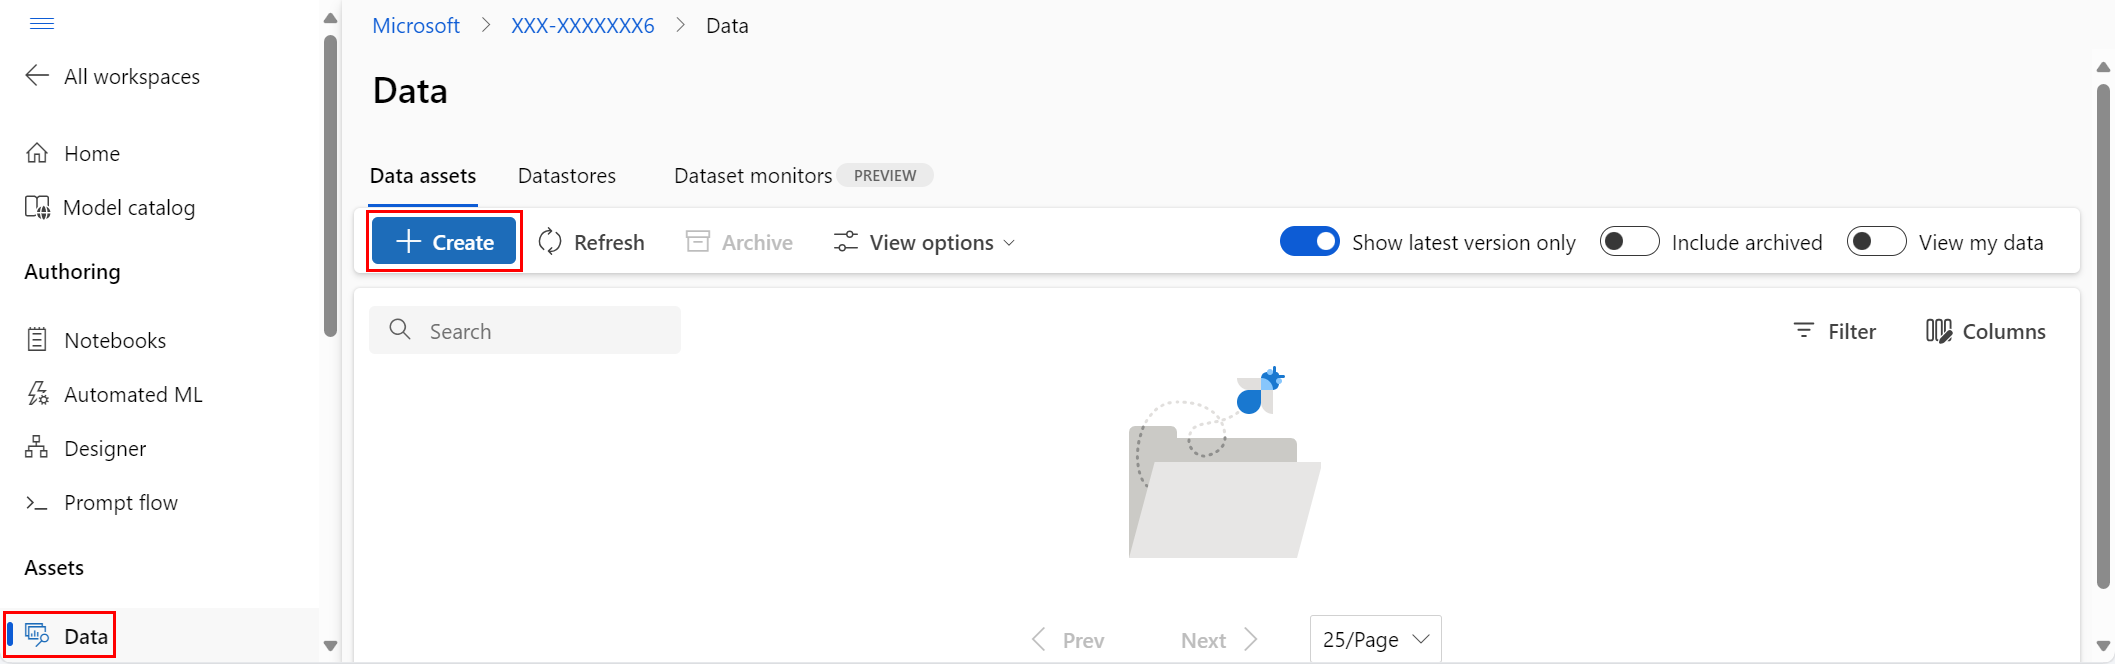 Microsoft > XXX-XXXXXXX6 > Data
All workspaces
Home
Model catalog
Authoring
Notebooks
Automated ML
Designer
Prompt flow
Assets
Data
Data
Data assets Datastores Dataset monitors PREVIEW
Create Refresh Archive View options Show latest version only Include archived View my data
Search Filter Columns
Prev Next 25/Page